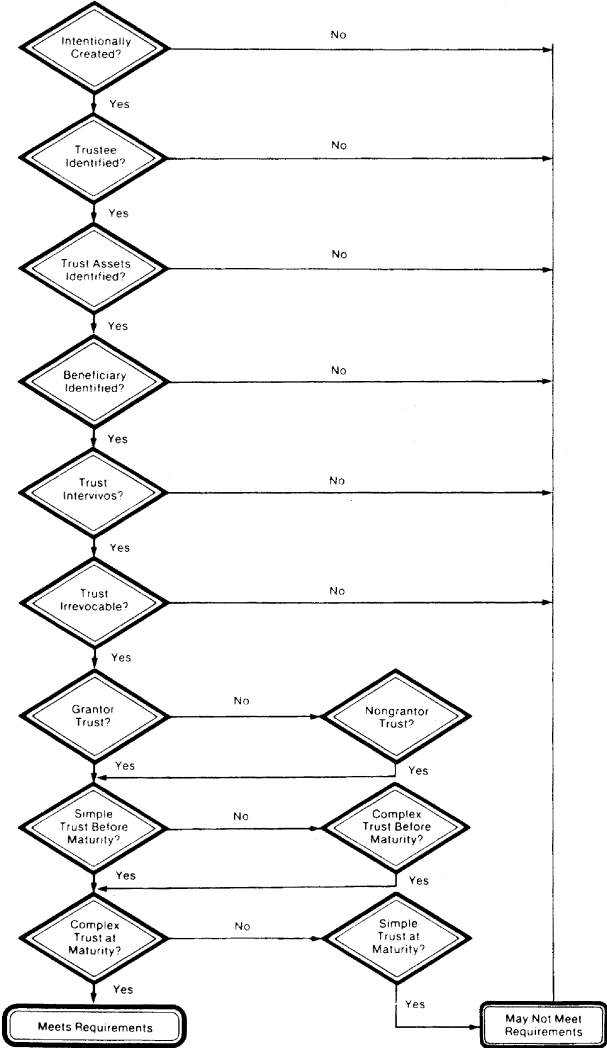 Intentionally
Created?
No
Yes
Trustee
Identified?
No
Yes
Trust Assets
Identified?
No
Yes
Beneficiary
Identified?
No
Yes
Trust
Intervivos?
No
Yes
Trust
Irrevocable?
No
Yes
Grantor
Trust?
No
Nongrantor
Trust?
Yes
Yes
Simple
Trust Before
Maturity?
No
Complex
Trust Before
Maturity?
Yes
Yes
Complex
Trust at
Maturity?
No
Simple
Trust at
Maturity?
Yes
Yes
Meets Requirements
May Not Meet
Requirements